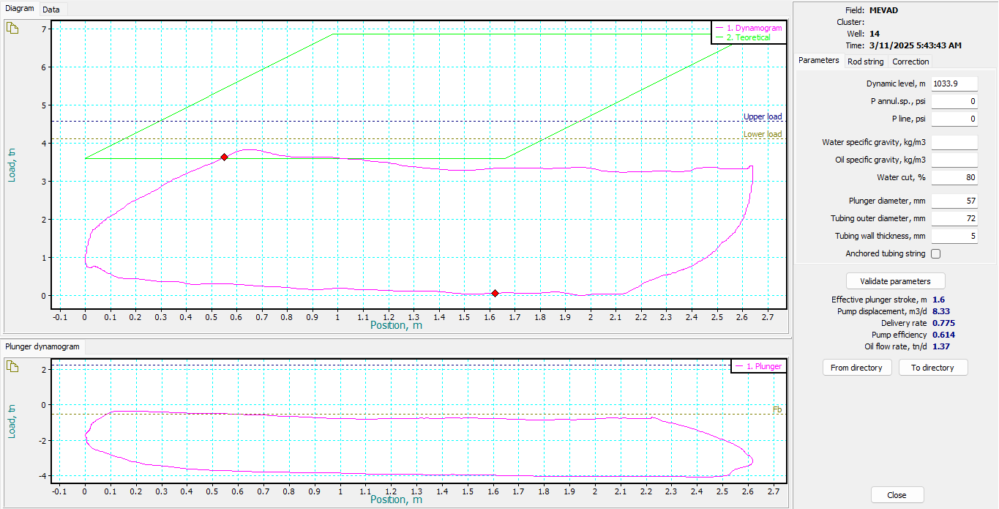 Diagram Data
7
6
5
4
3
2
1
0
Load, tn
1. Dynamogram
2. Teoretical
Upper load
Lower load
-0.1 0 0.1 0.2 0.3 0.4 0.5 0.6 0.7 0.8 0.9 1 1.1 1.2 1.3 1.4 1.5 1.6 1.7 1.8 1.9 2 2.1 2.2 2.3 2.4 2.5 2.6 2.7
Position, m
Plunger dynamogram
2
0
-2
-4
Load, tn
1. Plunger
Fb
-0.1 0 0.1 0.2 0.3 0.4 0.5 0.6 0.7 0.8 0.9 1 1.1 1.2 1.3 1.4 1.5 1.6 1.7 1.8 1.9 2 2.1 2.2 2.3 2.4 2.5 2.6 2.7
Position, m
Field: MEVAD
Cluster:
Well: 14
Time: 3/11/2025 5:43:43 AM
Parameters Rod string Correction
Dynamic level, m 1033.9
P annul.sp., psi 0
P line, psi 0
Water specific gravity, kg/m3
Oil specific gravity, kg/m3
Water cut, % 80
Plunger diameter, mm 57
Tubing outer diameter, mm 72
Tubing wall thickness, mm 5
Anchored tubing string
Validate parameters
Effective plunger stroke, m 1.6
Pump displacement, m3/d 8.33
Delivery rate 0.775
Pump efficiency 0.614
Oil flow rate, tn/d 1.37
From directory To directory
Close